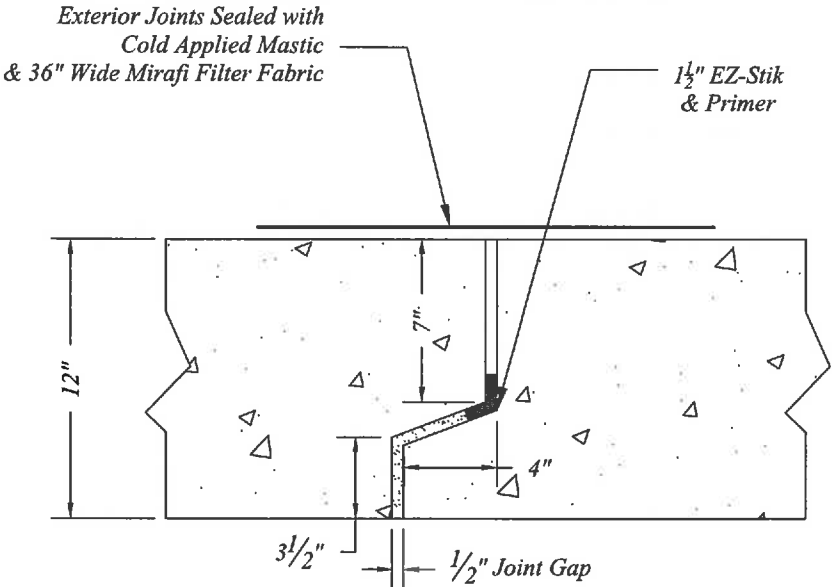 Exterior Joints Sealed with
Cold Applied Mastic
& 36" Wide Mirafi Filter Fabric
1½" EZ-Stik
& Primer
7"
12"
4"
3½"
½" Joint Gap